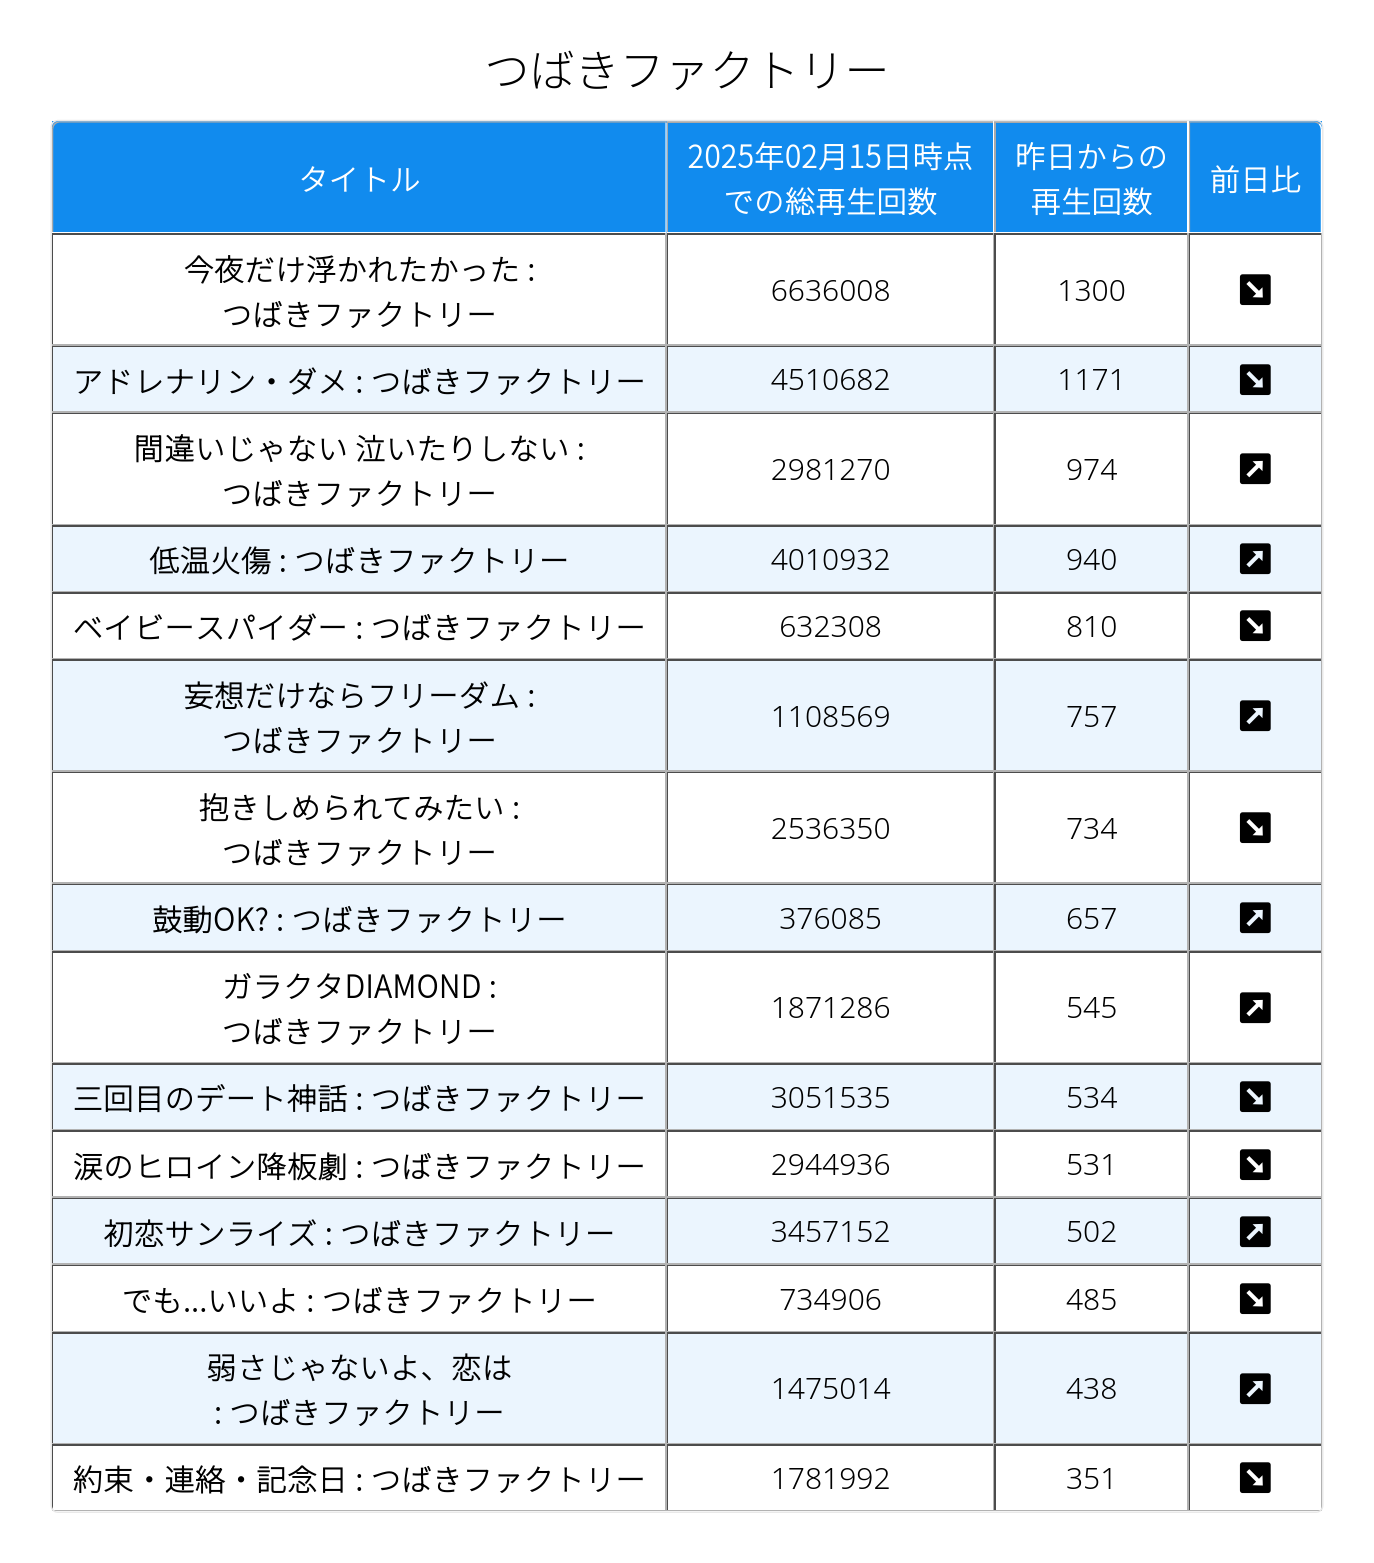 つばきファクトリー
タイトル
2025年02月15日時点
での総再生回数
昨日からの
再生回数
前日比
今夜だけ浮かれたかった :
つばきファクトリー
6636008
1300
アドレナリン・ダメ : つばきファクトリー
4510682
1171
間違いじゃない 泣いたりしない :
つばきファクトリー
2981270
974
低温火傷 : つばきファクトリー
4010932
940
ベイビースパイダー : つばきファクトリー
632308
810
妄想だけならフリーダム :
つばきファクトリー
1108569
757
抱きしめられてみたい :
つばきファクトリー
2536350
734
鼓動OK? : つばきファクトリー
376085
657
ガラクタDIAMOND :
つばきファクトリー
1871286
545
三回目のデート神話 : つばきファクトリー
3051535
534
涙のヒロイン降板劇 : つばきファクトリー
2944936
531
初恋サンライズ : つばきファクトリー
3457152
502
でも...いいよ : つばきファクトリー
734906
485
弱さじゃないよ、恋は
: つばきファクトリー
1475014
438
約束・連絡・記念日 : つばきファクトリー
1781992
351